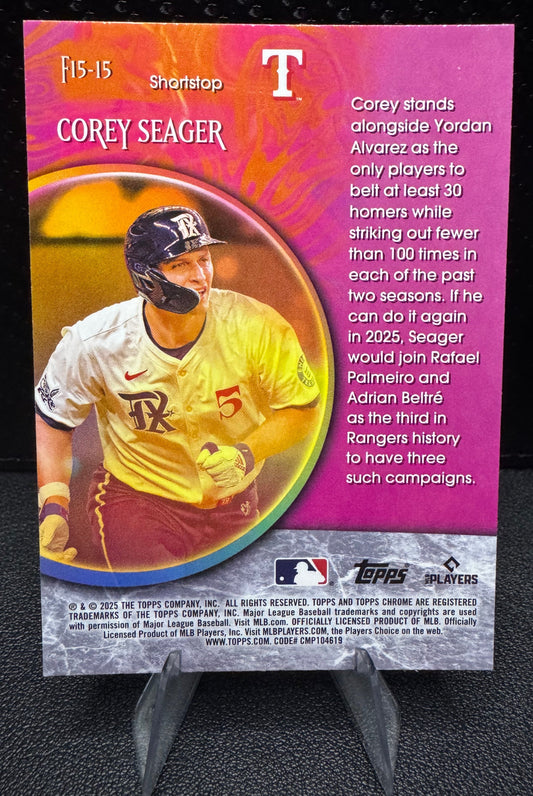 F15-15
Shortstop
T
COREY SEAGER
Corey stands
alongside Yordan
Alvarez as the
only players to
belt at least 30
homers while
striking out fewer
than 100 times in
each of the past
two seasons. If he
can do it again
in 2025, Seager
would join Rafael
Palmeiro and
Adrian Beltré
as the third in
Rangers history
to have three
such campaigns.
TX
TX 5
topps
MLB PLAYERS
® & © 2025 THE TOPPS COMPANY, INC. ALL RIGHTS RESERVED. TOPPS AND TOPPS CHROME ARE REGISTERED
TRADEMARKS OF THE TOPPS COMPANY, INC. Major League Baseball trademarks and copyrights are used
with permission of Major League Baseball. Visit MLB.com. OFFICIALLY LICENSED PRODUCT OF MLB. Officially
Licensed Product of MLB Players, Inc. Visit MLBPLAYERS.COM, the Players Choice on the web.
WWW.TOPPS.COM. CODE# CMP104619